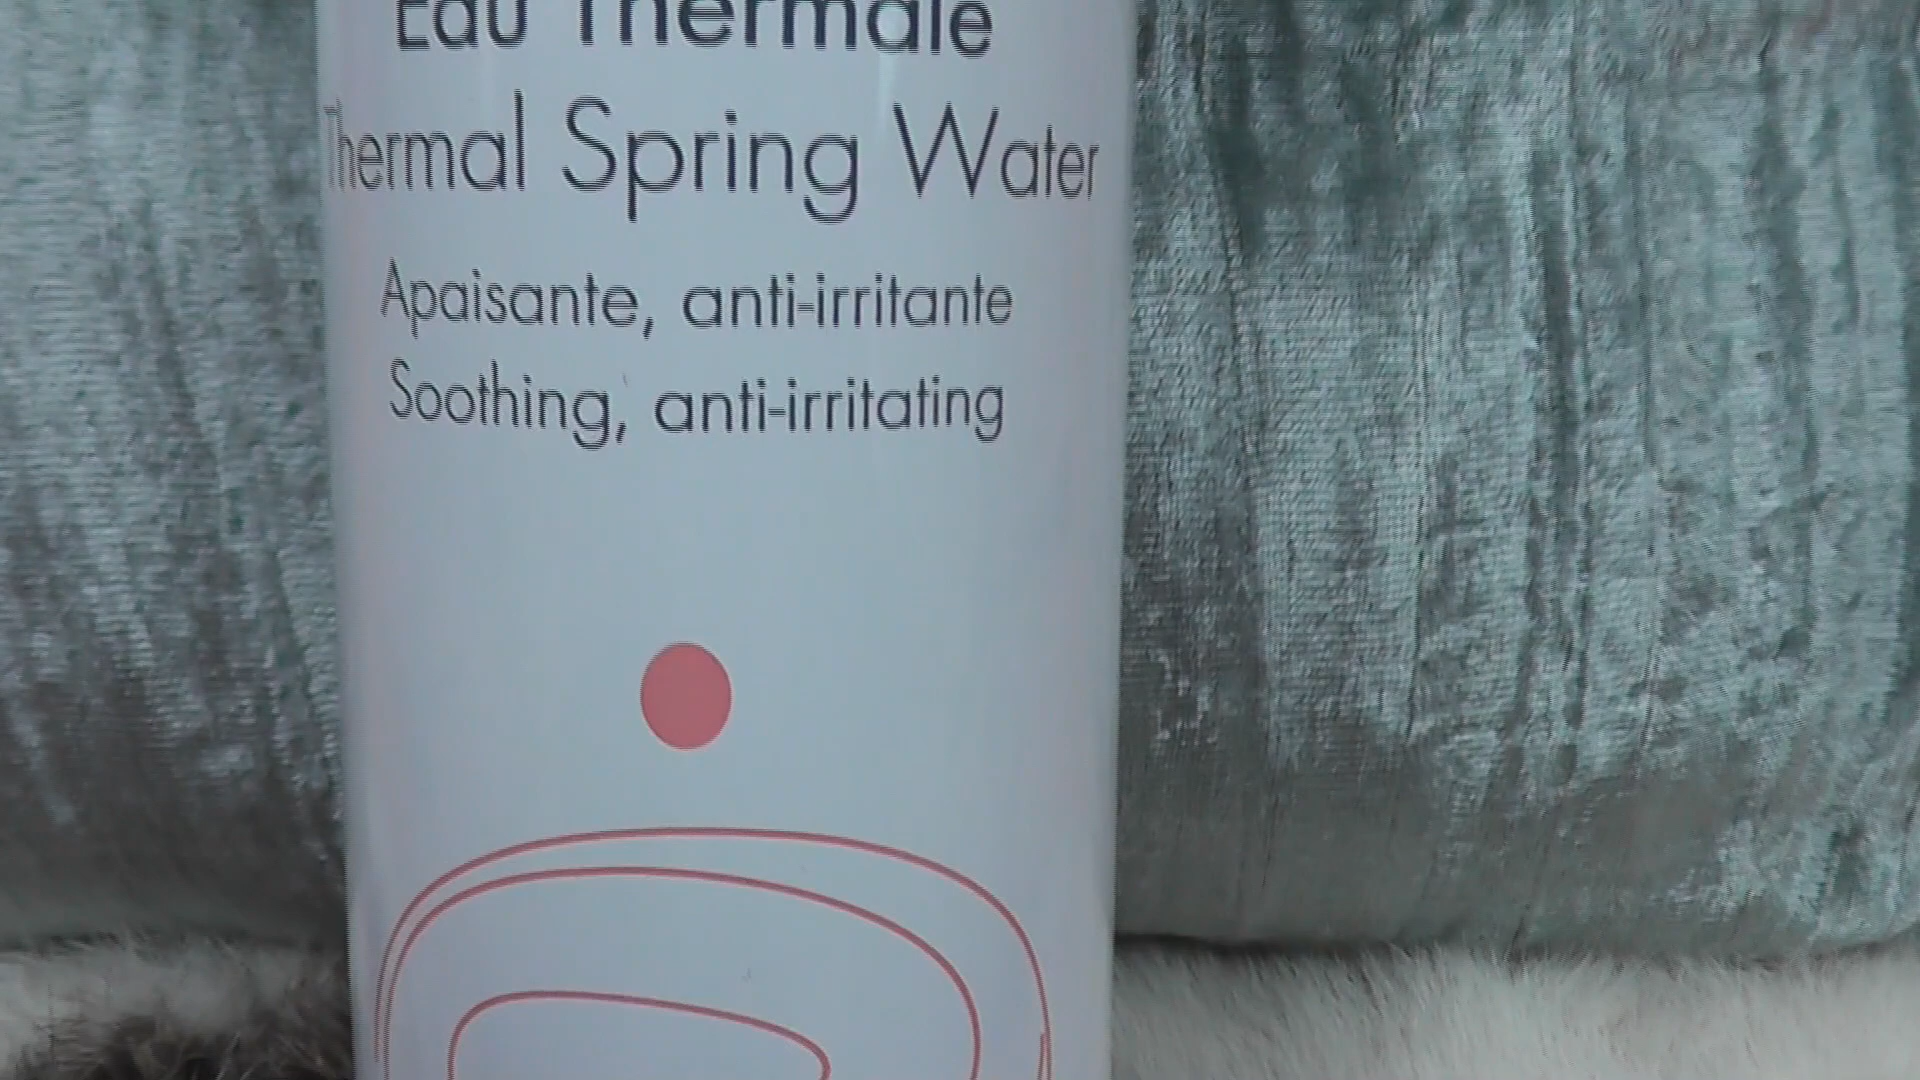 Eau Thermale
Thermal Spring Water
Apaisante, anti-irritante
Soothing, anti-irritating